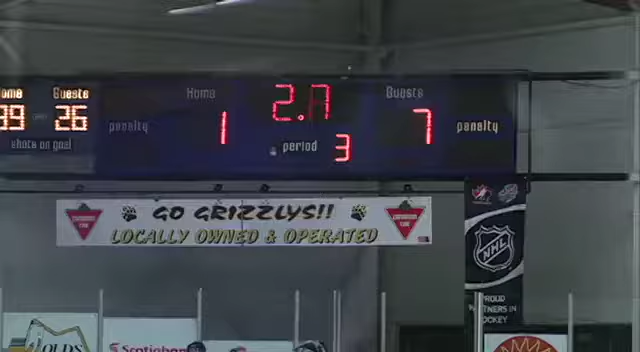 Guests
26
shots on goal
penalty
Home
1
2.7
period
3
Guests
7
penalty
GO GRIZZLYS!!
LOCALLY OWNED & OPERATED
NHL
PROUD
PARTNERS IN
HOCKEY
OLDS
Scotiabank